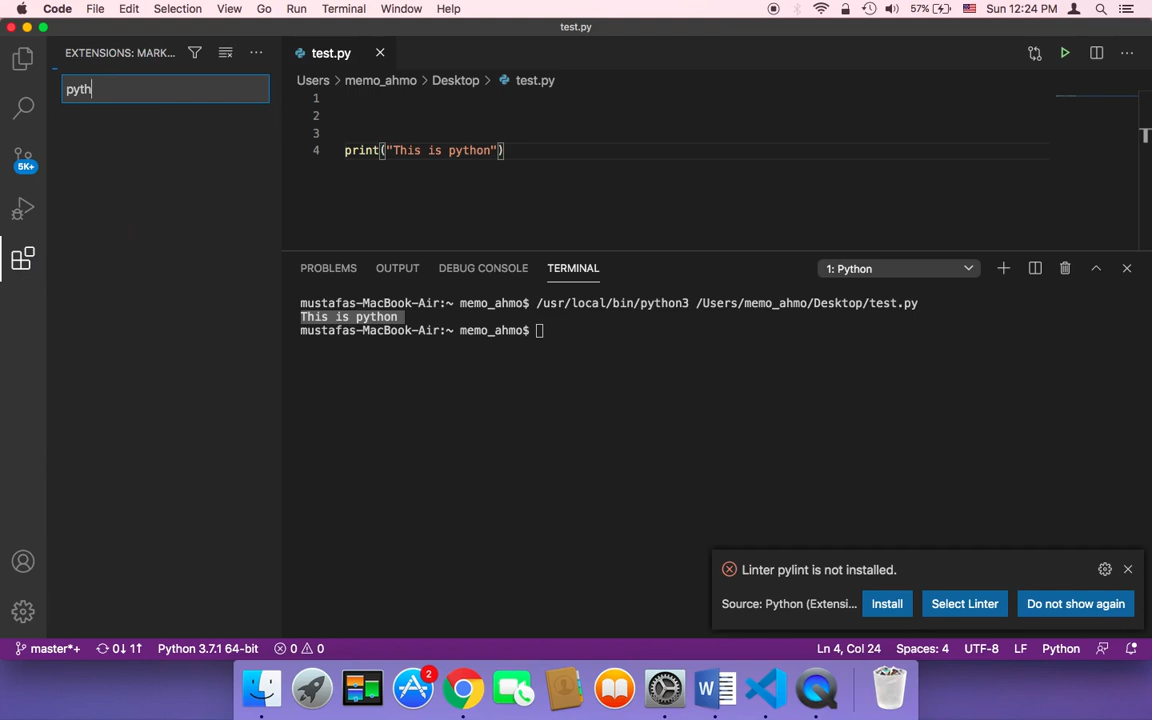 Code File Edit Selection View Go Run Terminal Window Help
57% Sun 12:24 PM
test.py
EXTENSIONS: MARK...
test.py
pyth
Users > memo_ahmo > Desktop > test.py
1
2
3
4 print("This is python")
5K+
PROBLEMS OUTPUT DEBUG CONSOLE TERMINAL
1: Python
mustafas-MacBook-Air:~ memo_ahmo$ /usr/local/bin/python3 /Users/memo_ahmo/Desktop/test.py
This is python
mustafas-MacBook-Air:~ memo_ahmo$
Linter pylint is not installed.
Source: Python (Extensi...
Install
Select Linter
Do not show again
master*+ 0↓ 1↑ Python 3.7.1 64-bit 0 0
Ln 4, Col 24 Spaces: 4 UTF-8 LF Python
2